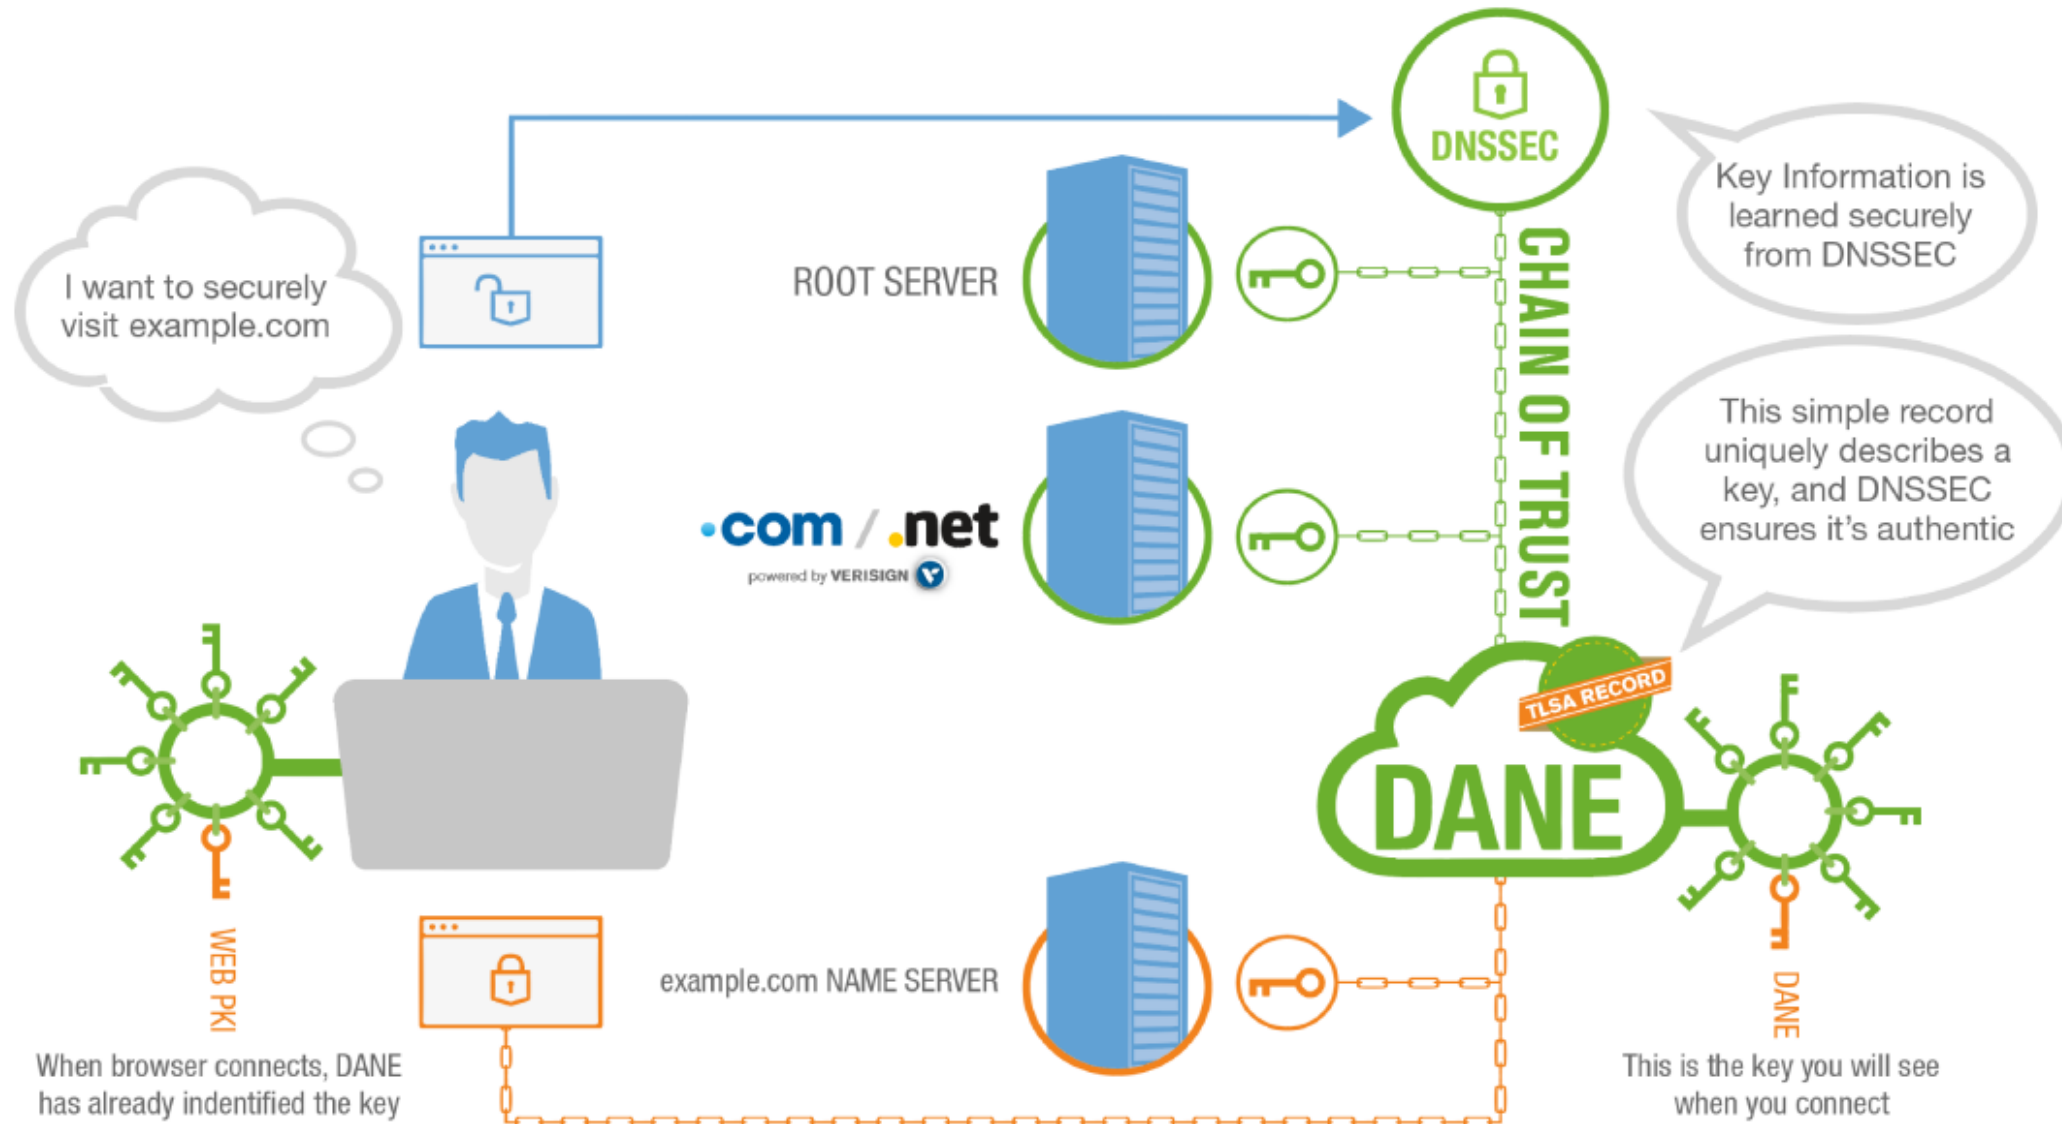 DNSSEC
Key Information is
learned securely
from DNSSEC
I want to securely
visit example.com
ROOT SERVER
CHAIN OF TRUST
This simple record
uniquely describes a
key, and DNSSEC
ensures it's authentic
.com / .net
powered by VERISIGN
TLSA RECORD
DANE
example.com NAME SERVER
WEB PKI
When browser connects, DANE
has already indentified the key
DANE
This is the key you will see
when you connect